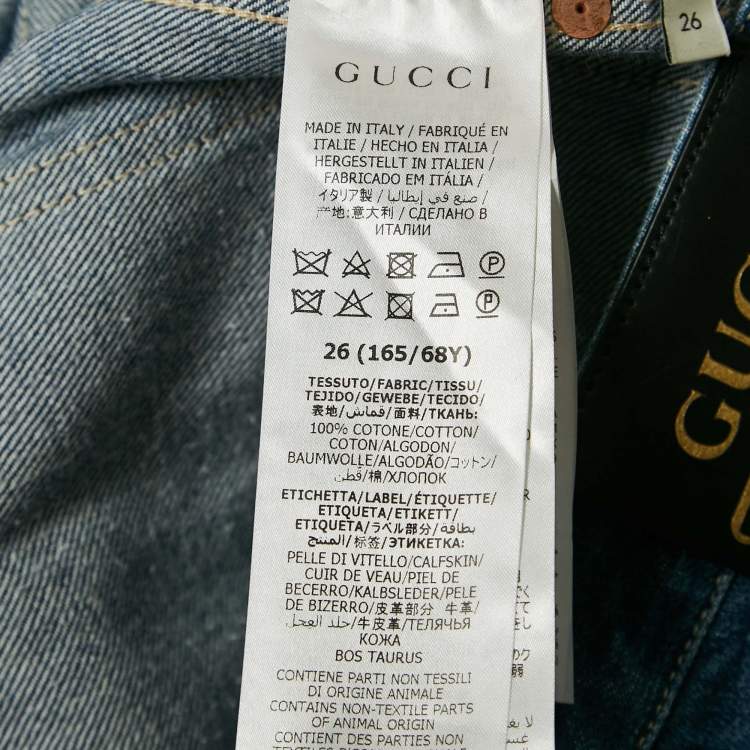 GUCCI
26
MADE IN ITALY / FABRIQUÉ EN
ITALIE / HECHO EN ITALIA /
HERGESTELLT IN ITALIEN /
FABRICADO EM ITÁLIA /
イタリア製 / صنع في إيطاليا /
产地:意大利 / СДЕЛАНО В
ИТАЛИИ
P
P
26 (165/68Y)
TESSUTO/FABRIC/TISSU/
TEJIDO/GEWEBE/TECIDO/
表地/قماش/面料/ТКАНЬ:
100% COTONE/COTTON/
COTON/ALGODON/
BAUMWOLLE/ALGODÃO/コットン/
قطن/棉/ХЛОПОК
ETICHETTA/LABEL/ÉTIQUETTE/
ETIQUETA/ETIKETT/
ETIQUETA/ラベル部分/بطاقة/
المنتج/标签/ЭТИКЕТКА:
PELLE DI VITELLO/CALFSKIN/
CUIR DE VEAU/PIEL DE
BECERRO/KALBSLEDER/PELE
DE BIZERRO/皮革部分 牛革/
جلد العجل/牛皮革/ТЕЛЯЧЬЯ
КОЖА
BOS TAURUS
CONTIENE PARTI NON TESSILI
DI ORIGINE ANIMALE
CONTAINS NON-TEXTILE PARTS
OF ANIMAL ORIGIN
CONTIENT DES PARTIES NON
GUC